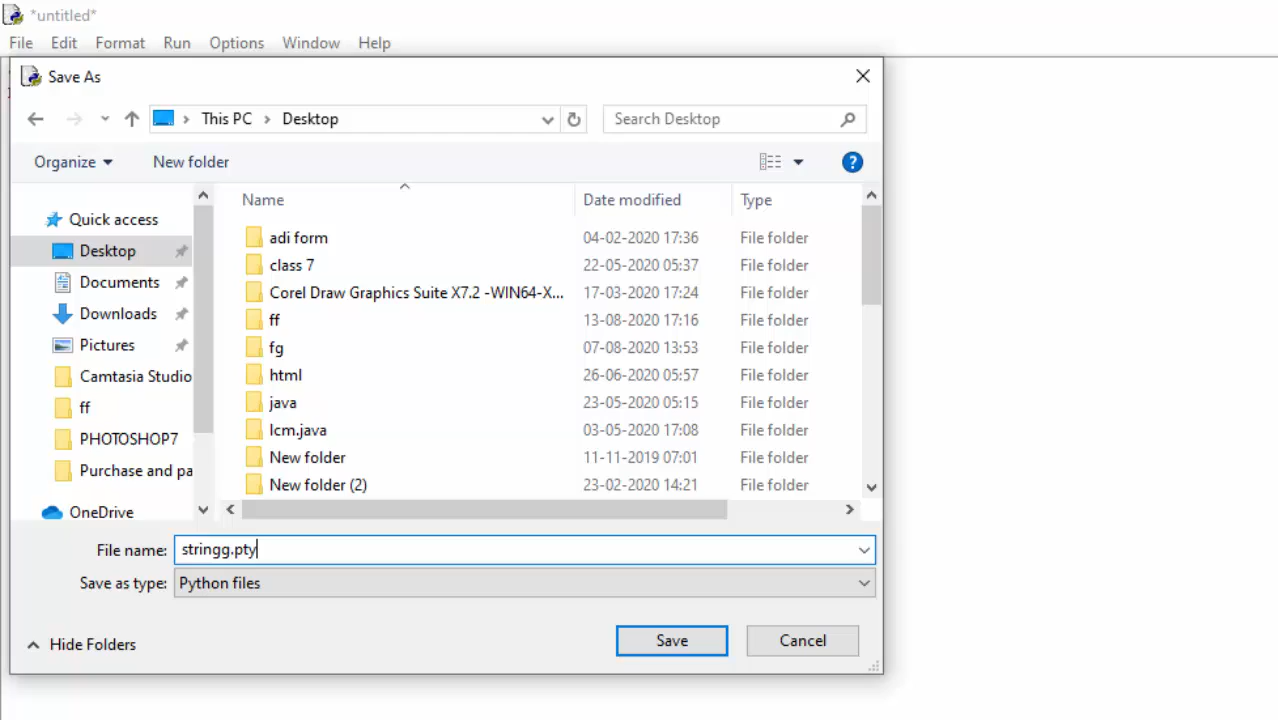 *untitled*
File Edit Format Run Options Window Help
Save As
This PC > Desktop
Search Desktop
Organize New folder
Name Date modified Type
Quick access
Desktop
Documents
Downloads
Pictures
Camtasia Studio
ff
PHOTOSHOP7
Purchase and pa
OneDrive
adi form 04-02-2020 17:36 File folder
class 7 22-05-2020 05:37 File folder
Corel Draw Graphics Suite X7.2 -WIN64-X... 17-03-2020 17:24 File folder
ff 13-08-2020 17:16 File folder
fg 07-08-2020 13:53 File folder
html 26-06-2020 05:57 File folder
java 23-05-2020 05:15 File folder
lcm.java 03-05-2020 17:08 File folder
New folder 11-11-2019 07:01 File folder
New folder (2) 23-02-2020 14:21 File folder
File name: stringg.pty
Save as type: Python files
Hide Folders
Save Cancel